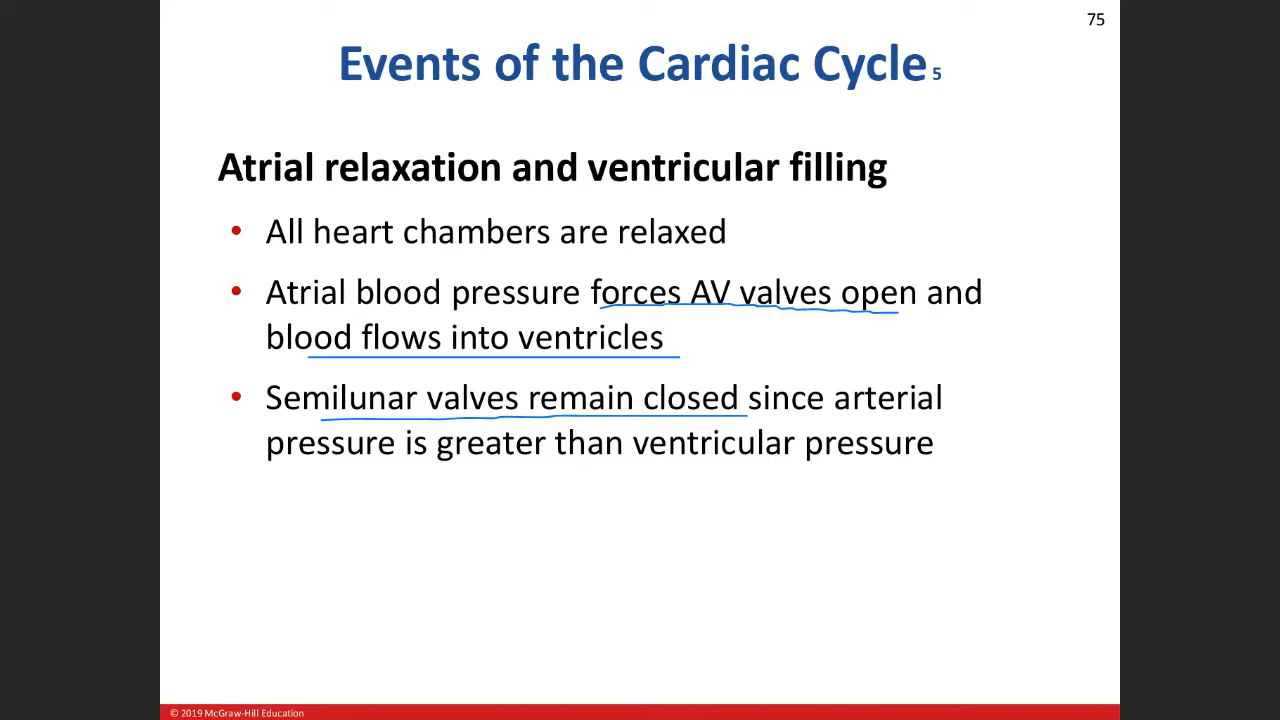 75
Events of the Cardiac Cycle 5
Atrial relaxation and ventricular filling
• All heart chambers are relaxed
• Atrial blood pressure forces AV valves open and
blood flows into ventricles
• Semilunar valves remain closed since arterial
pressure is greater than ventricular pressure
© 2019 McGraw-Hill Education